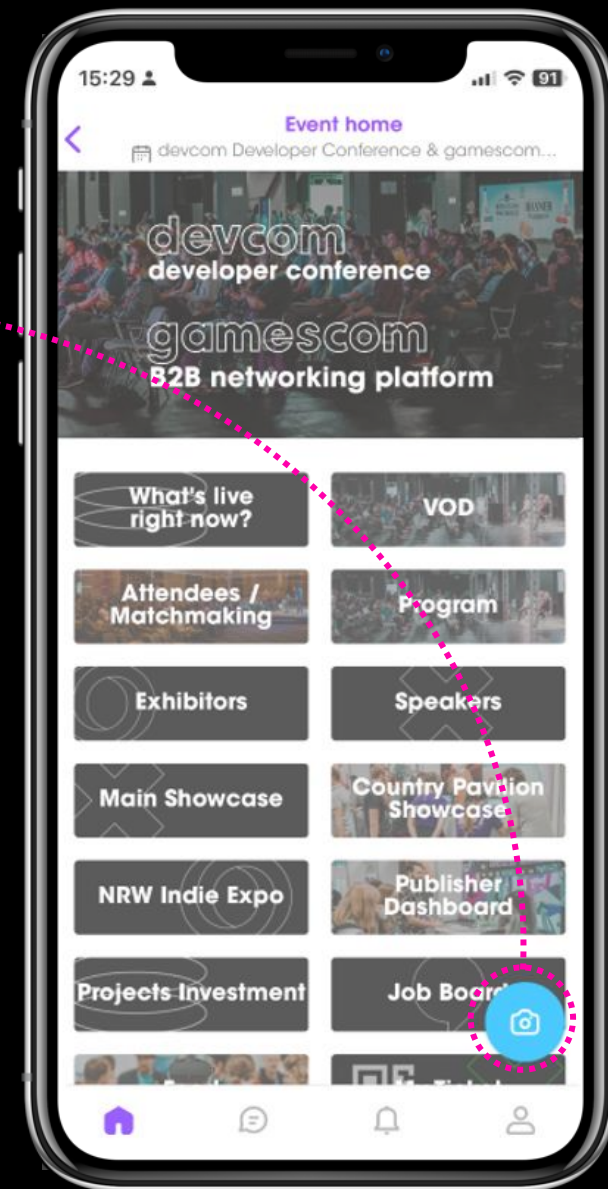 15:29
91
Event home
devcom Developer Conference & gamescom...
BANNER
devcom
developer conference
gamescom
B2B networking platform
What's live
right now?
VOD
Attendees /
Matchmaking
Program
Exhibitors
Speakers
Main Showcase
Country Pavilion
Showcase
NRW Indie Expo
Publisher
Dashboard
Projects Investment
Job Board